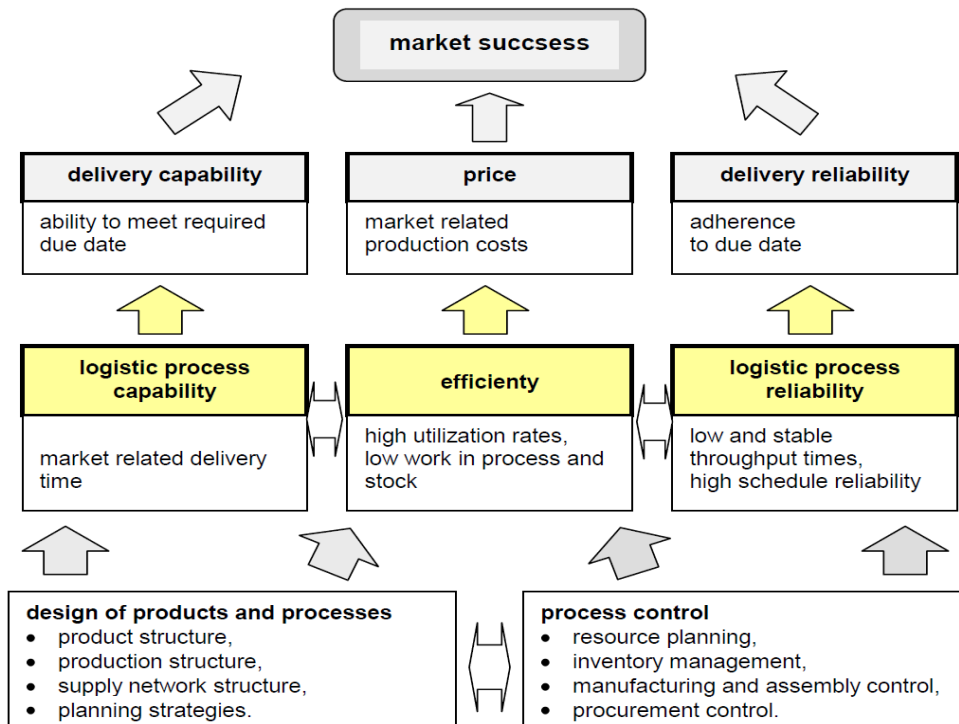 market succsess
delivery capability
ability to meet required
due date
price
market related
production costs
delivery reliability
adherence
to due date
logistic process
capability
market related delivery
time
efficienty
high utilization rates,
low work in process and
stock
logistic process
reliability
low and stable
throughput times,
high schedule reliability
design of products and processes
• product structure,
• production structure,
• supply network structure,
• planning strategies.
process control
• resource planning,
• inventory management,
• manufacturing and assembly control,
• procurement control.